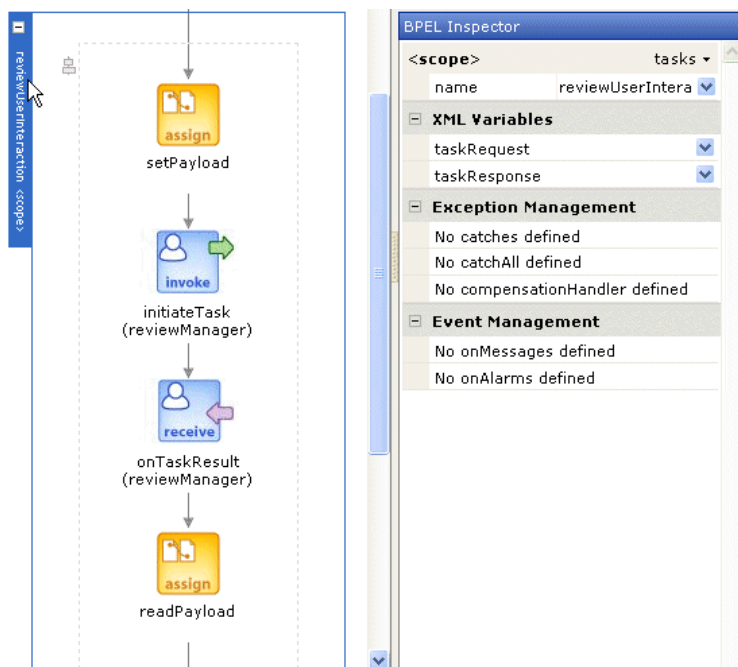 reviewUserInteraction <scope>
assign
setPayload
invoke
initiateTask
(reviewManager)
receive
onTaskResult
(reviewManager)
assign
readPayload
BPEL Inspector
<scope> tasks
name reviewUserIntera
XML Variables
taskRequest
taskResponse
Exception Management
No catches defined
No catchAll defined
No compensationHandler defined
Event Management
No onMessages defined
No onAlarms defined